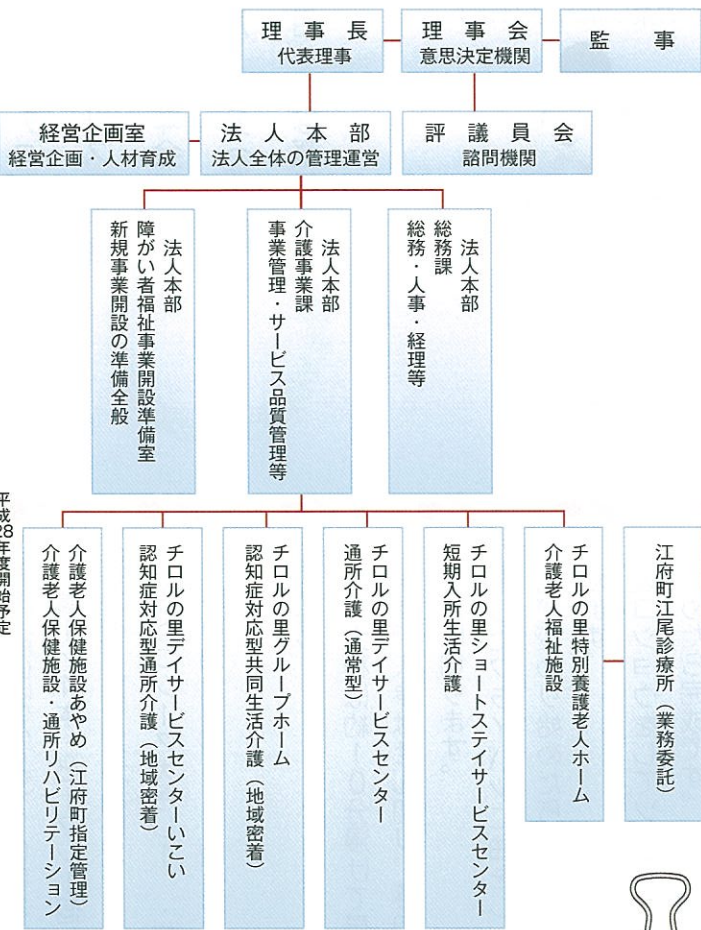 理事長
代表理事
理事会
意思決定機関
監事
経営企画室
経営企画・人材育成
法人本部
法人全体の管理運営
評議員会
諮問機関
法人本部
総務課
総務・人事・経理等
法人本部
介護事業課
事業管理・サービス品質管理等
法人本部
障がい者福祉事業開設準備室
新規事業開設の準備全般
江府町江尾診療所（業務委託）
チロルの里特別養護老人ホーム
介護老人福祉施設
チロルの里ショートステイサービスセンター
短期入所生活介護
チロルの里デイサービスセンター
通所介護（通常型）
チロルの里グループホーム
認知症対応型共同生活介護（地域密着）
チロルの里デイサービスセンターいこい
認知症対応型通所介護（地域密着）
介護老人保健施設あやめ（江府町指定管理）
介護老人保健施設・通所リハビリテーション
平成28年度開始予定